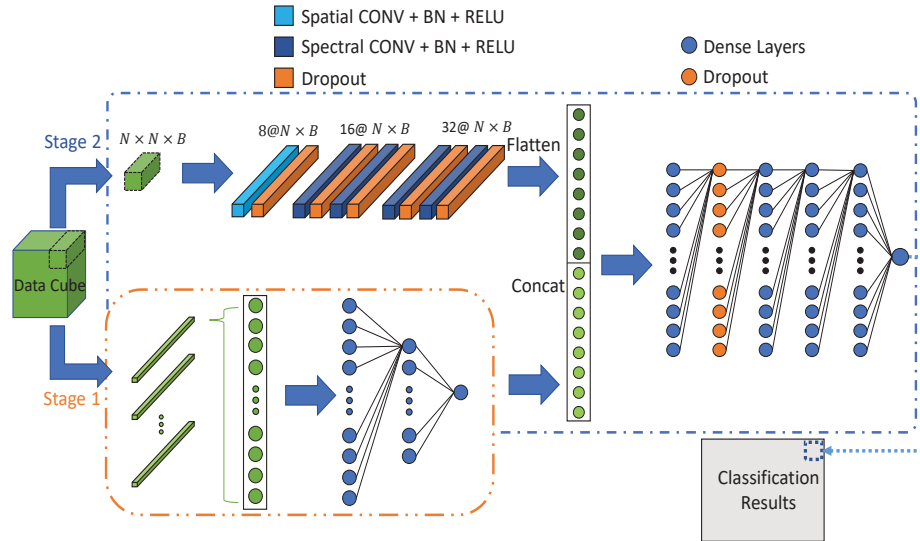 Spatial CONV + BN + RELU
Spectral CONV + BN + RELU
Dropout
Dense Layers
Dropout
Stage 2
N × N × B
8@N × B
16@ N × B
32@ N × B
Flatten
Data Cube
Concat
Stage 1
Classification
Results